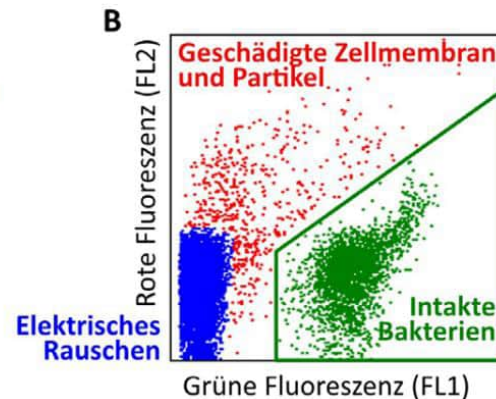 B
Geschädigte Zellmembran
und Partikel
Rote Fluoreszenz (FL2)
Elektrisches
Rauschen
Intakte
Bakterien
Grüne Fluoreszenz (FL1)